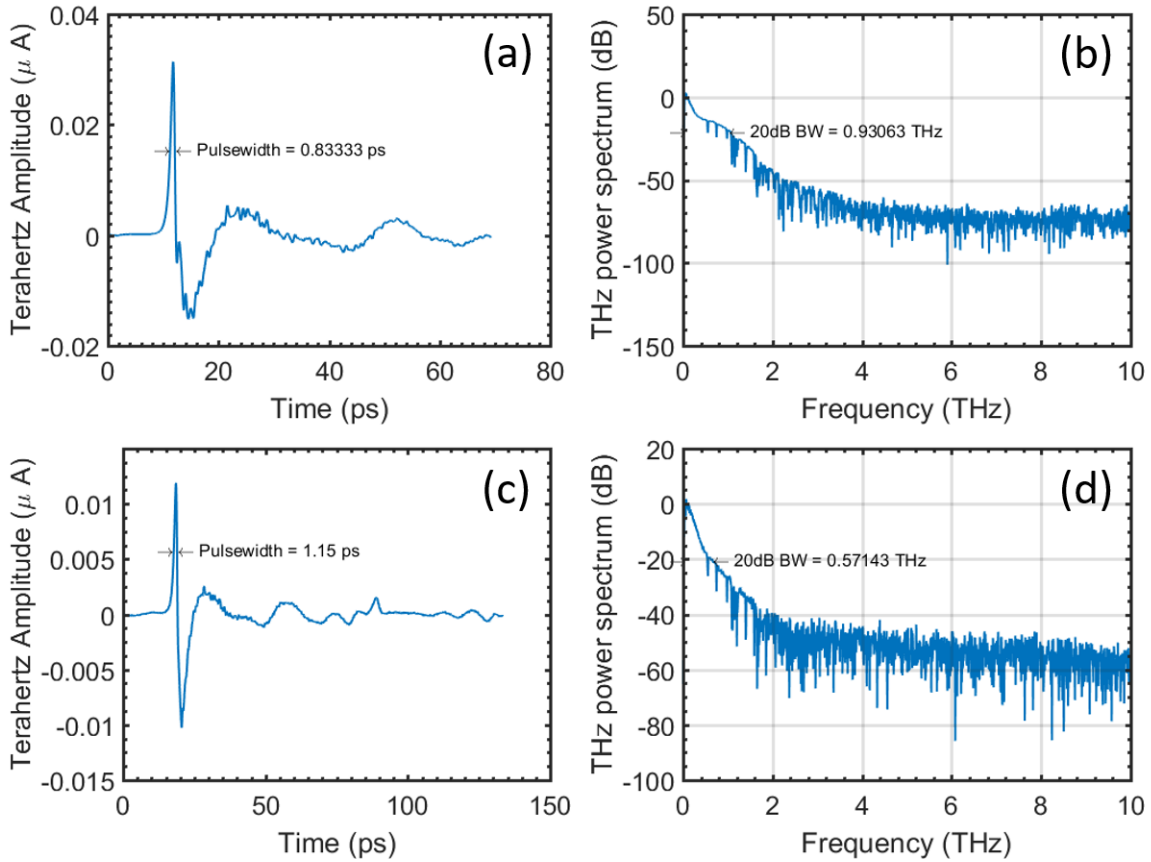 (a)
Terahertz Amplitude (μ A)
0.04
0.02
0
-0.02
Pulsewidth = 0.83333 ps
0 20 40 60 80
Time (ps)
(b)
THz power spectrum (dB)
50
0
-50
-100
-150
20dB BW = 0.93063 THz
0 2 4 6 8 10
Frequency (THz)
(c)
Terahertz Amplitude (μ A)
0.01
0.005
0
-0.005
-0.01
-0.015
Pulsewidth = 1.15 ps
0 50 100 150
Time (ps)
(d)
THz power spectrum (dB)
20
0
-20
-40
-60
-80
-100
20dB BW = 0.57143 THz
0 2 4 6 8 10
Frequency (THz)